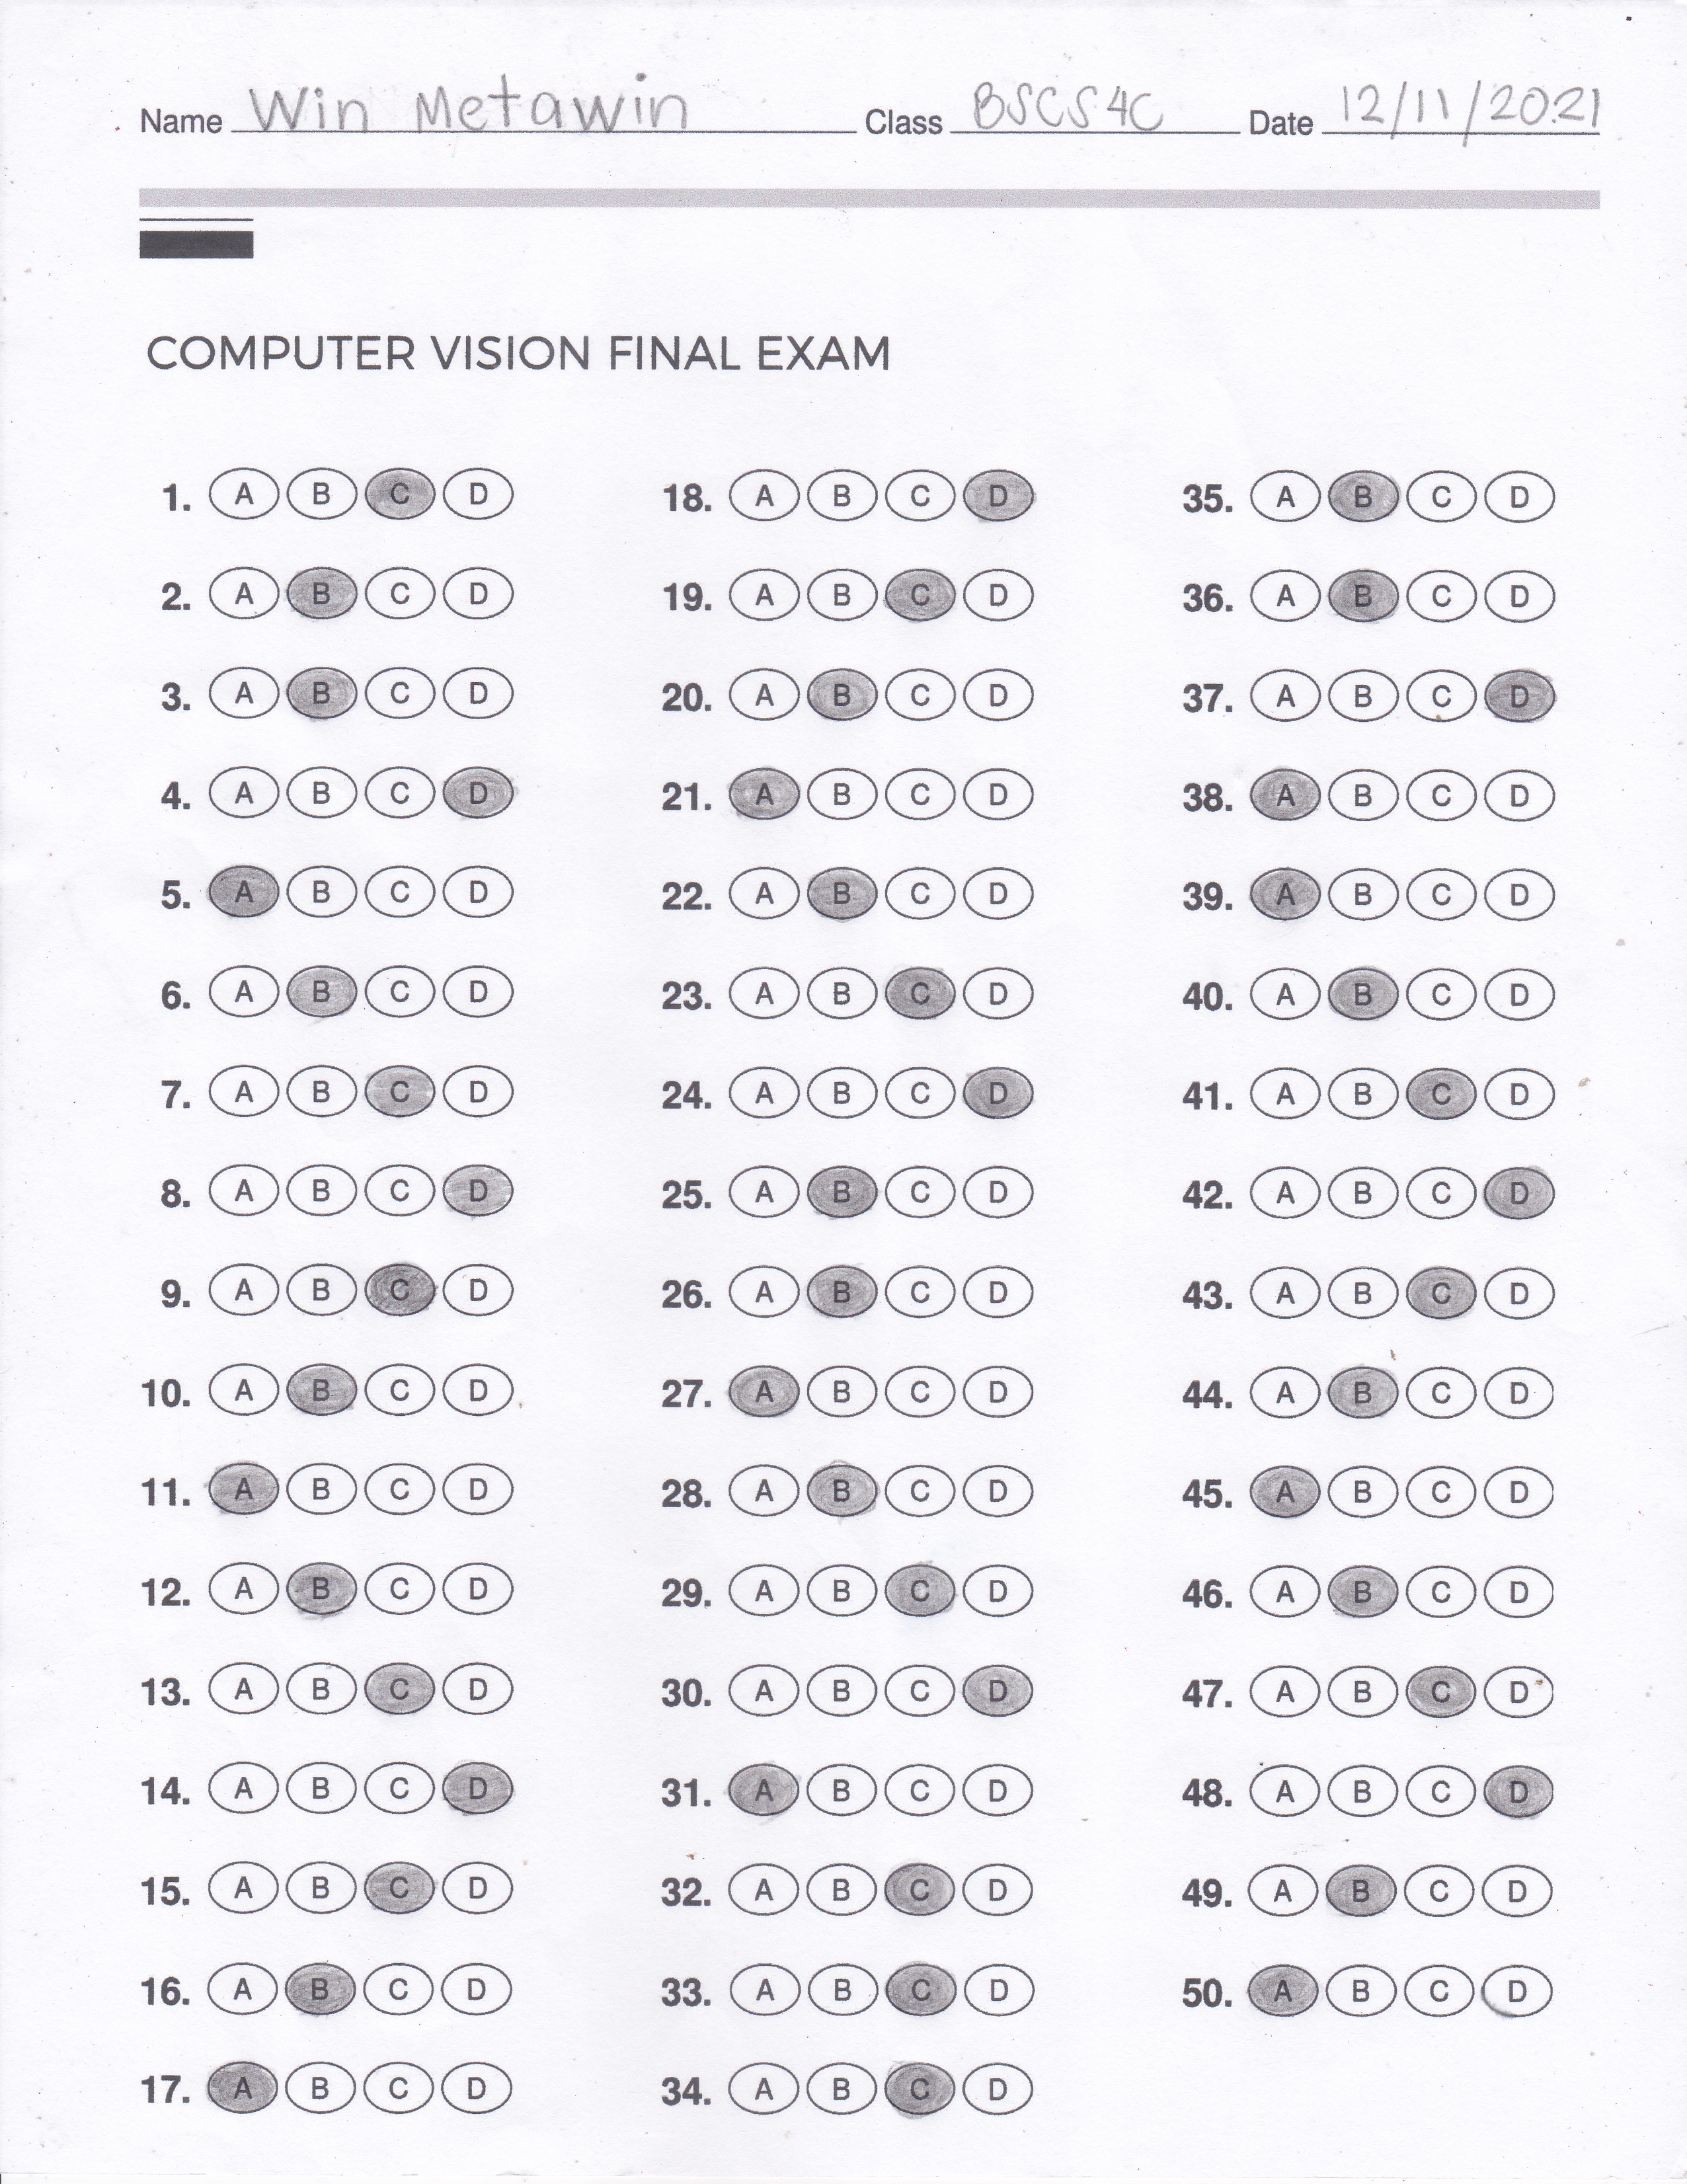 Name Win Metawin Class BSCS4C Date 12/11/2021
COMPUTER VISION FINAL EXAM
1. A B C D 18. A B C D 35. A B C D
2. A B C D 19. A B C D 36. A B C D
3. A B C D 20. A B C D 37. A B C D
4. A B C D 21. A B C D 38. A B C D
5. A B C D 22. A B C D 39. A B C D
6. A B C D 23. A B C D 40. A B C D
7. A B C D 24. A B C D 41. A B C D
8. A B C D 25. A B C D 42. A B C D
9. A B C D 26. A B C D 43. A B C D
10. A B C D 27. A B C D 44. A B C D
11. A B C D 28. A B C D 45. A B C D
12. A B C D 29. A B C D 46. A B C D
13. A B C D 30. A B C D 47. A B C D
14. A B C D 31. A B C D 48. A B C D
15. A B C D 32. A B C D 49. A B C D
16. A B C D 33. A B C D 50. A B C D
17. A B C D 34. A B C D